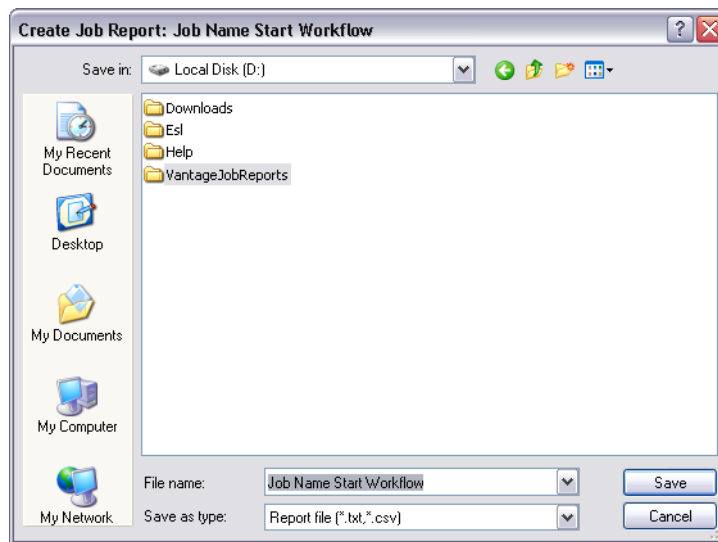 Create Job Report: Job Name Start Workflow
?
Save in:
Local Disk (D:)
My Recent
Documents
Desktop
My Documents
My Computer
My Network
Downloads
Esl
Help
VantageJobReports
File name:
Job Name Start Workflow
Save
Save as type:
Report file (*.txt,*.csv)
Cancel